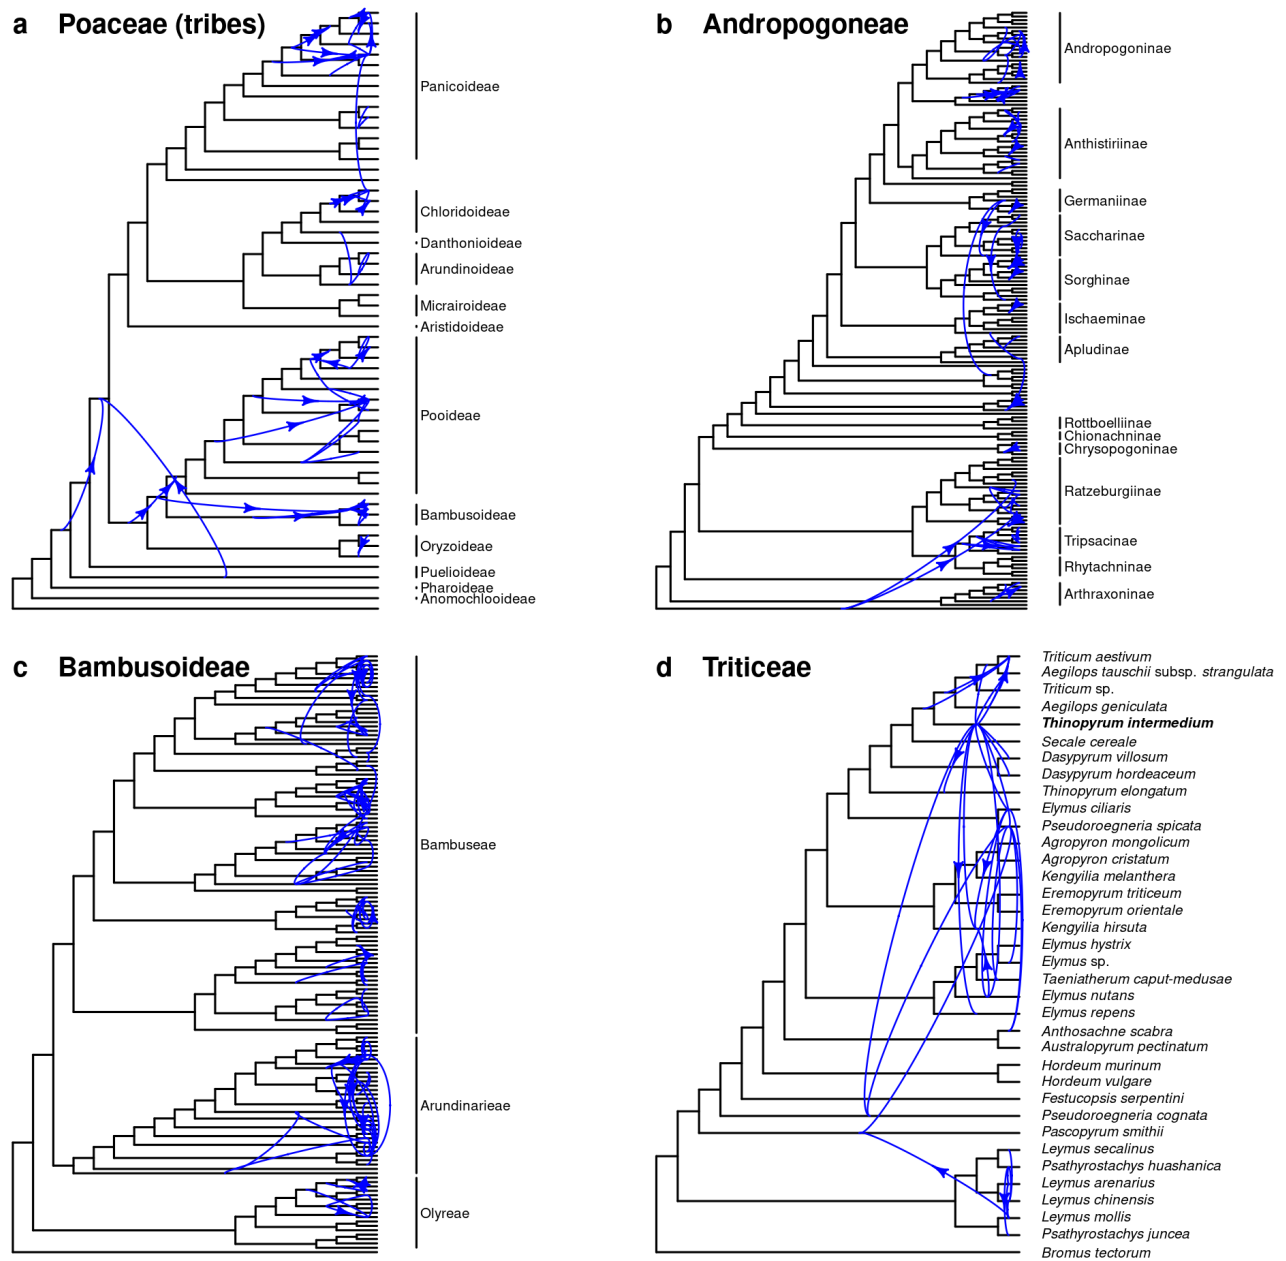 a Poaceae (tribes)
Panicoideae
Chloridoideae
Danthonioideae
Arundinoideae
Micrairoideae
Aristidoideae
Pooideae
Bambusoideae
Oryzoideae
Puelioideae
Pharoideae
Anomochlooideae
b Andropogoneae
Andropogoninae
Anthistiriinae
Germaniinae
Saccharinae
Sorghinae
Ischaeminae
Apludinae
Rottboelliinae
Chionachninae
Chrysopogoninae
Ratzeburgiinae
Tripsacinae
Rhytachninae
Arthraxoninae
c Bambusoideae
Bambuseae
Arundinarieae
Olyreae
d Triticeae
Triticum aestivum
Aegilops tauschii subsp. strangulata
Triticum sp.
Aegilops geniculata
Thinopyrum intermedium
Secale cereale
Dasypyrum villosum
Dasypyrum hordeaceum
Thinopyrum elongatum
Elymus ciliaris
Pseudoroegneria spicata
Agropyron mongolicum
Agropyron cristatum
Kengyilia melanthera
Eremopyrum triticeum
Eremopyrum orientale
Kengyilia hirsuta
Elymus hystrix
Elymus sp.
Taeniatherum caput-medusae
Elymus nutans
Elymus repens
Anthosachne scabra
Australopyrum pectinatum
Hordeum murinum
Hordeum vulgare
Festucopsis serpentini
Pseudoroegneria cognata
Pascopyrum smithii
Leymus secalinus
Psathyrostachys huashanica
Leymus arenarius
Leymus chinensis
Leymus mollis
Psathyrostachys juncea
Bromus tectorum